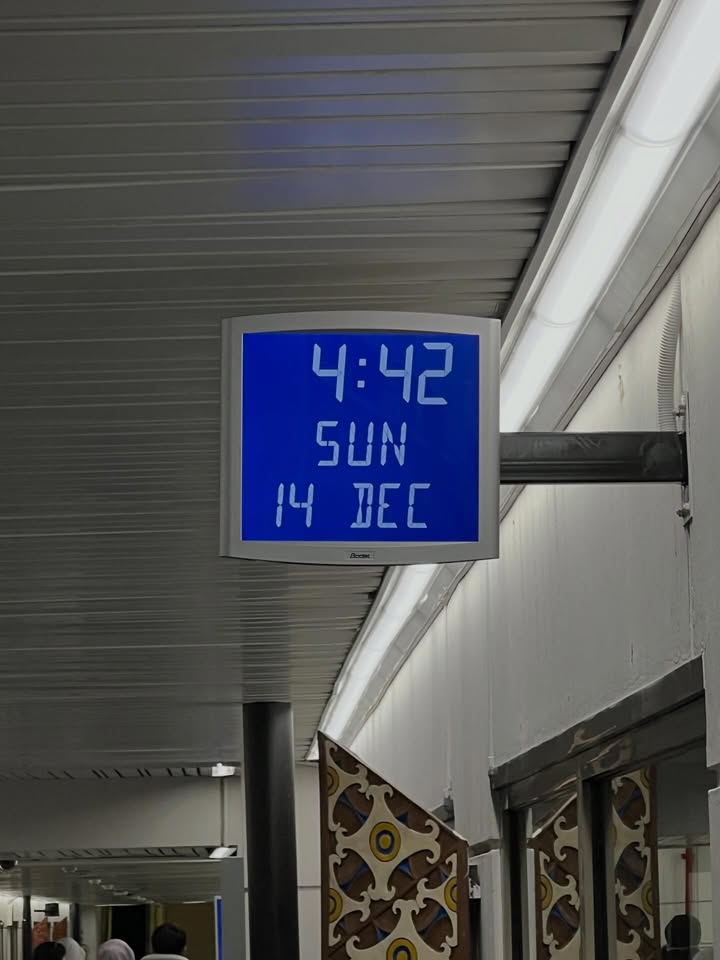 4:42
SUN
14 DEC
Bodet